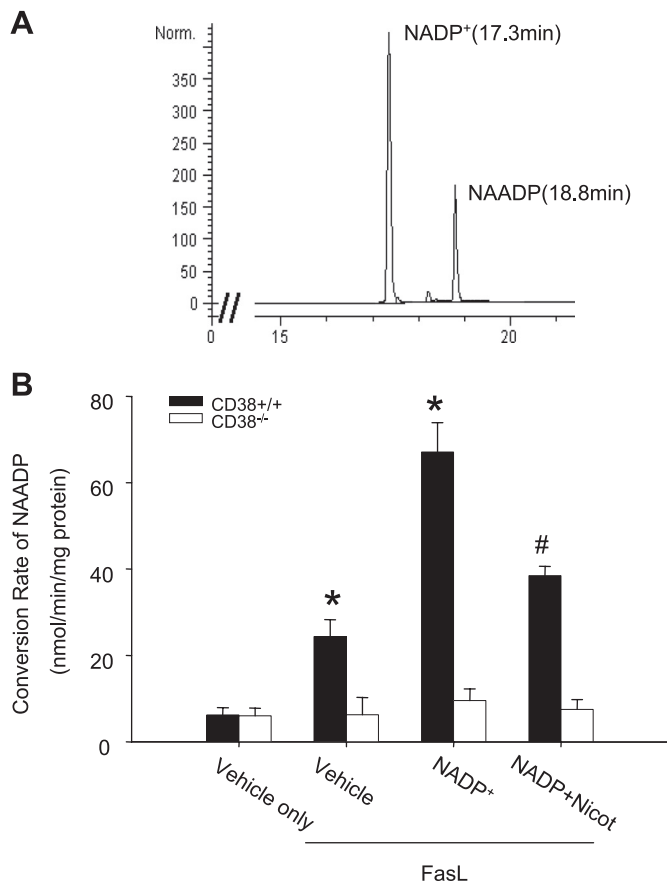 A
Norm.
NADP⁺(17.3min)
350
300
250
NAADP(18.8min)
200
150
100
50
0
0 15 20
B
80
CD38+/+
CD38-/-
*
60
#
40
*
20
0
Conversion Rate of NAADP
(nmol/min/mg protein)
Vehicle only
Vehicle
NADP⁺
NADP+Nicot
FasL